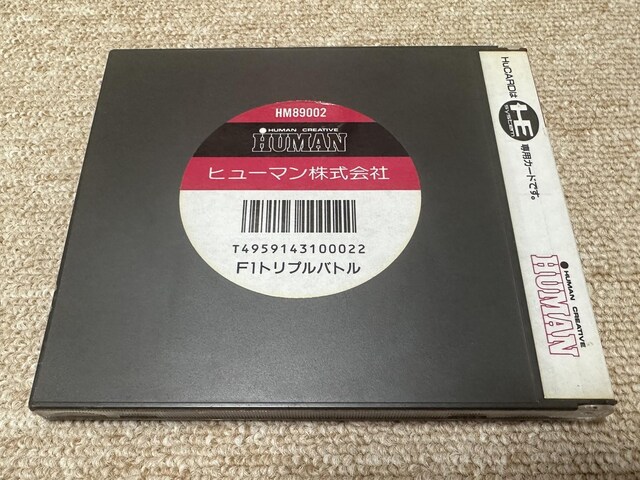 HM89002
HUMAN CREATIVE
HUMAN
ヒューマン株式会社
T4959143100022
F1トリプルバトル
HuCARDは
HE
SYSTEM
専用カードです。
HUMAN CREATIVE
HUMAN